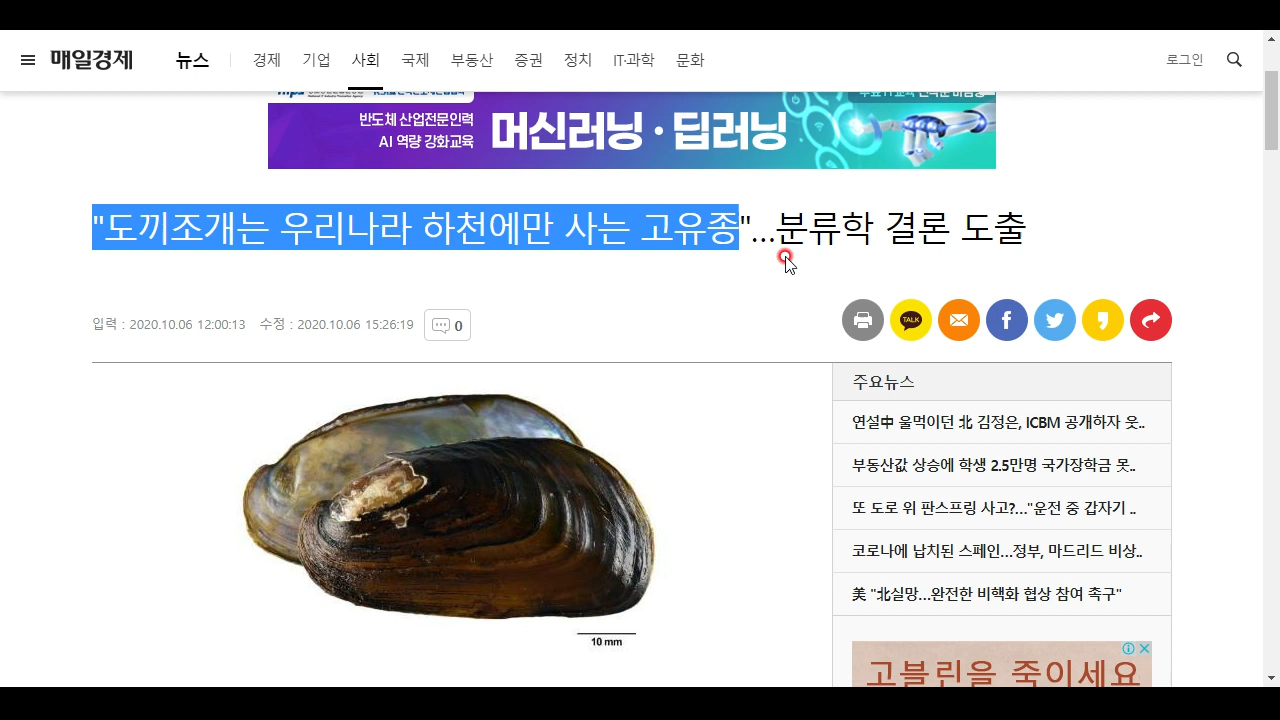 매일경제
뉴스
경제 기업 사회 국제 부동산 증권 정치 IT·과학 문화
로그인
반도체 산업전문인력
AI 역량 강화교육
머신러닝 · 딥러닝
"도끼조개는 우리나라 하천에만 사는 고유종"…분류학 결론 도출
입력 : 2020.10.06 12:00:13 수정 : 2020.10.06 15:26:19 0
TALK
10 mm
주요뉴스
연설中 울먹이던 北 김정은, ICBM 공개하자 웃..
부동산값 상승에 학생 2.5만명 국가장학금 못..
또 도로 위 판스프링 사고?…"운전 중 갑자기 ..
코로나에 납치된 스페인…정부, 마드리드 비상..
美 "北실망…완전한 비핵화 협상 참여 촉구"
고블린을 죽이세요